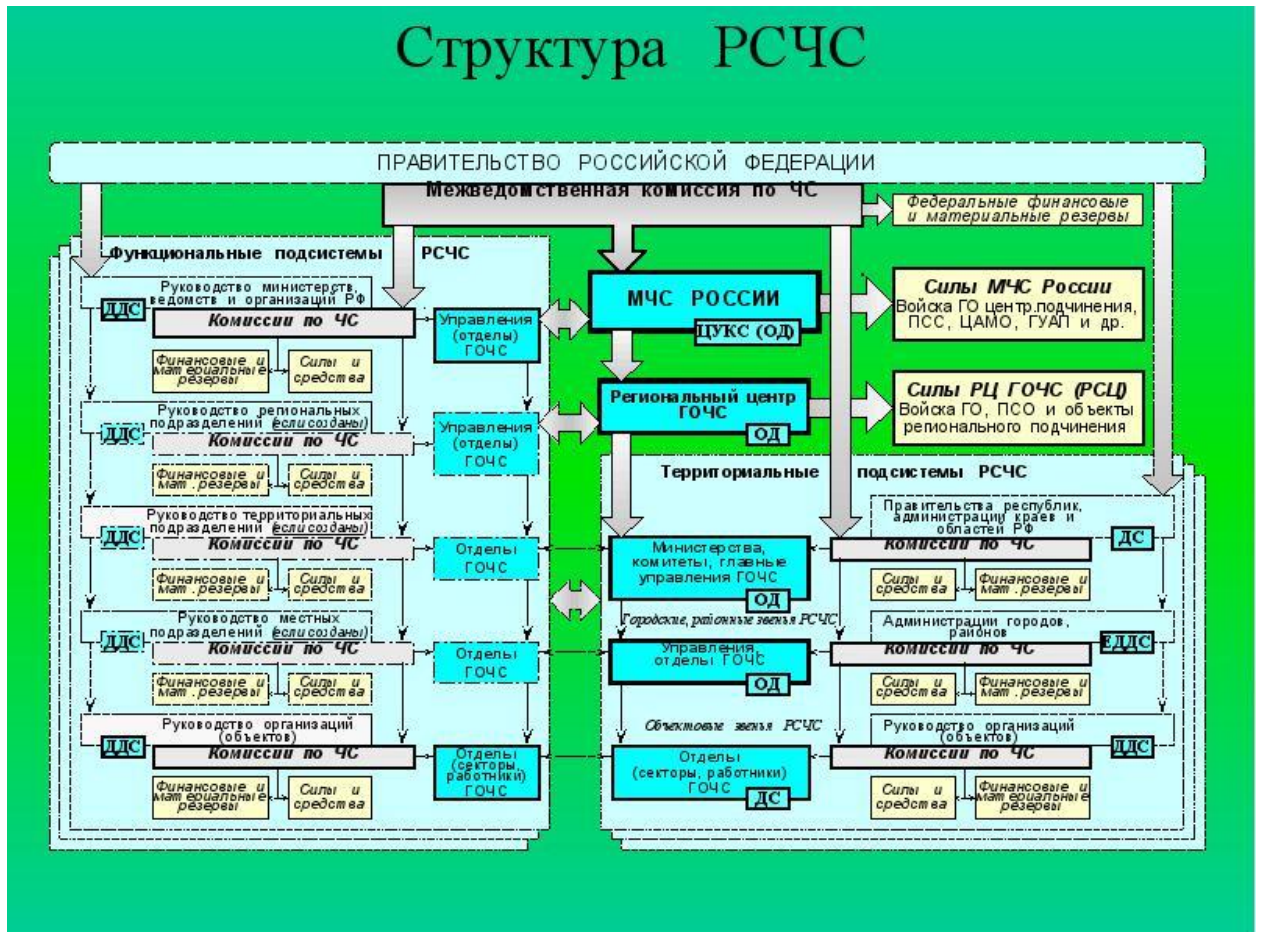 Структура РСЧС
ПРАВИТЕЛЬСТВО РОССИЙСКОЙ ФЕДЕРАЦИИ
Межведомственная комиссия по ЧС
Федеральные финансовые
и материальные резервы
Функциональные подсистемы РСЧС
Руководство министерств,
ведомств и организаций РФ
ДДС
Комиссии по ЧС
Финансовые и
материальные
резервы
Силы и
средства
Управления
(отделы)
ГОЧС
Руководство региональных
подразделений (если созданы)
ДДС
Комиссии по ЧС
Финансовые и
мат.резервы
Силы и
средства
Управления
(отделы)
ГОЧС
Руководство территориальных
подразделений (если созданы)
ДДС
Комиссии по ЧС
Финансовые и
мат.резервы
Силы и
средства
Отделы
ГОЧС
Руководство местных
подразделений (если созданы)
ДДС
Комиссии по ЧС
Финансовые и
мат.резервы
Силы и
средства
Отделы
ГОЧС
Руководство организаций
(объектов)
ДДС
Комиссии по ЧС
Финансовые и
материальные
резервы
Силы и
средства
Отделы
(секторы,
работники)
ГОЧС
МЧС РОССИИ
ЦУКС (ОД)
Силы МЧС России
Войска ГО центр.подчинения,
ПСС, ЦАМО, ГУАП и др.
Региональный центр
ГОЧС
ОД
Силы РЦ ГОЧС (РСЦ)
Войска ГО, ПСО и объекты
регионального подчинения
Территориальные подсистемы РСЧС
Министерства,
комитеты, главные
управления ГОЧС
ОД
Правительства республик,
администрации краев и
областей РФ
ДС
Комиссии по ЧС
Силы и
средства
Финансовые и
мат.резервы
Городские, районные звенья РСЧС
Управления,
отделы ГОЧС
ОД
Администрации городов,
районов
ЕДДС
Комиссии по ЧС
Силы и
средства
Финансовые и
мат.резервы
Объектовые звенья РСЧС
Отделы
(секторы, работники)
ГОЧС
ДС
Руководство организаций
(объектов)
ДДС
Комиссии по ЧС
Силы и
средства
Финансовые и
материальные
резервы